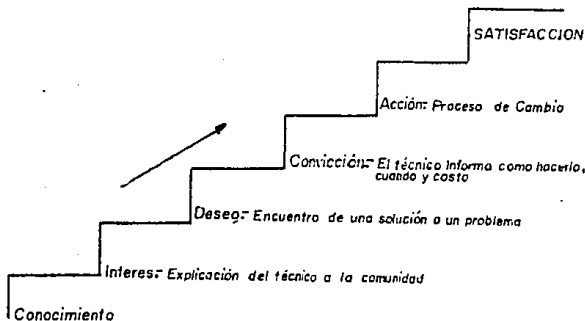 SATISFACCION
Acción:- Proceso de Cambio
Convicción:- El técnico informa como hacerlo,
cuando y costo
Deseo:- Encuentro de una solución a un problema
Interes:- Explicación del técnico a la comunidad
Conocimiento